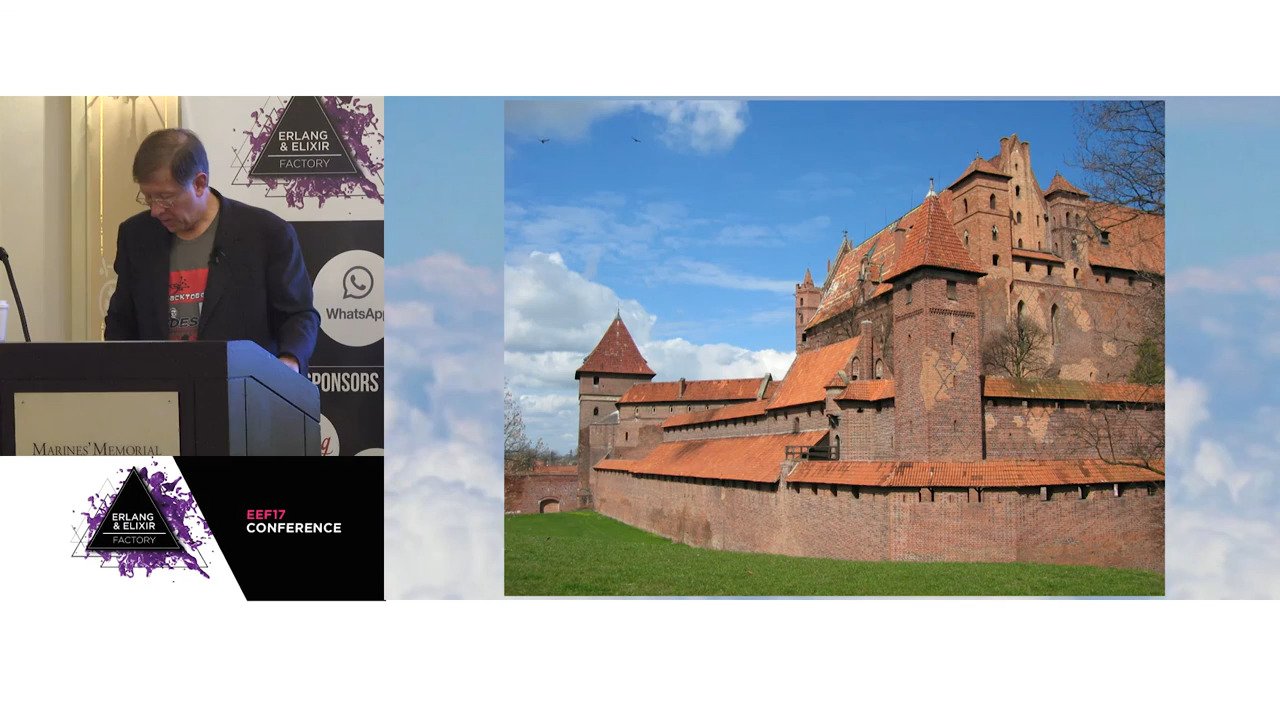 ERLANG
& ELIXIR
FACTORY
WhatsApp
SPONSORS
MARINES' MEMORIAL
ERLANG
& ELIXIR
FACTORY
EEF17
CONFERENCE